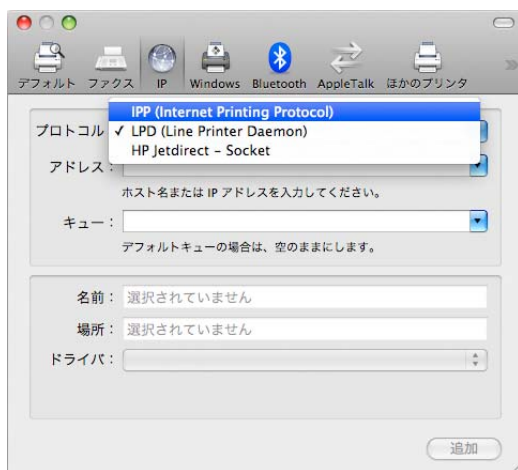 デフォルト ファクス IP Windows Bluetooth AppleTalk ほかのプリンタ
IPP (Internet Printing Protocol)
プロトコル ✓ LPD (Line Printer Daemon)
HP Jetdirect – Socket
アドレス：
ホスト名または IP アドレスを入力してください。
キュー：
デフォルトキューの場合は、空のままにします。
名前： 選択されていません
場所： 選択されていません
ドライバ：
追加